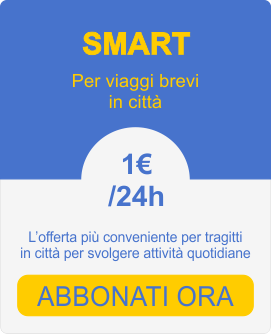 SMART
Per viaggi brevi
in città
1€
/24h
L'offerta più conveniente per tragitti
in città per svolgere attività quotidiane
ABBONATI ORA